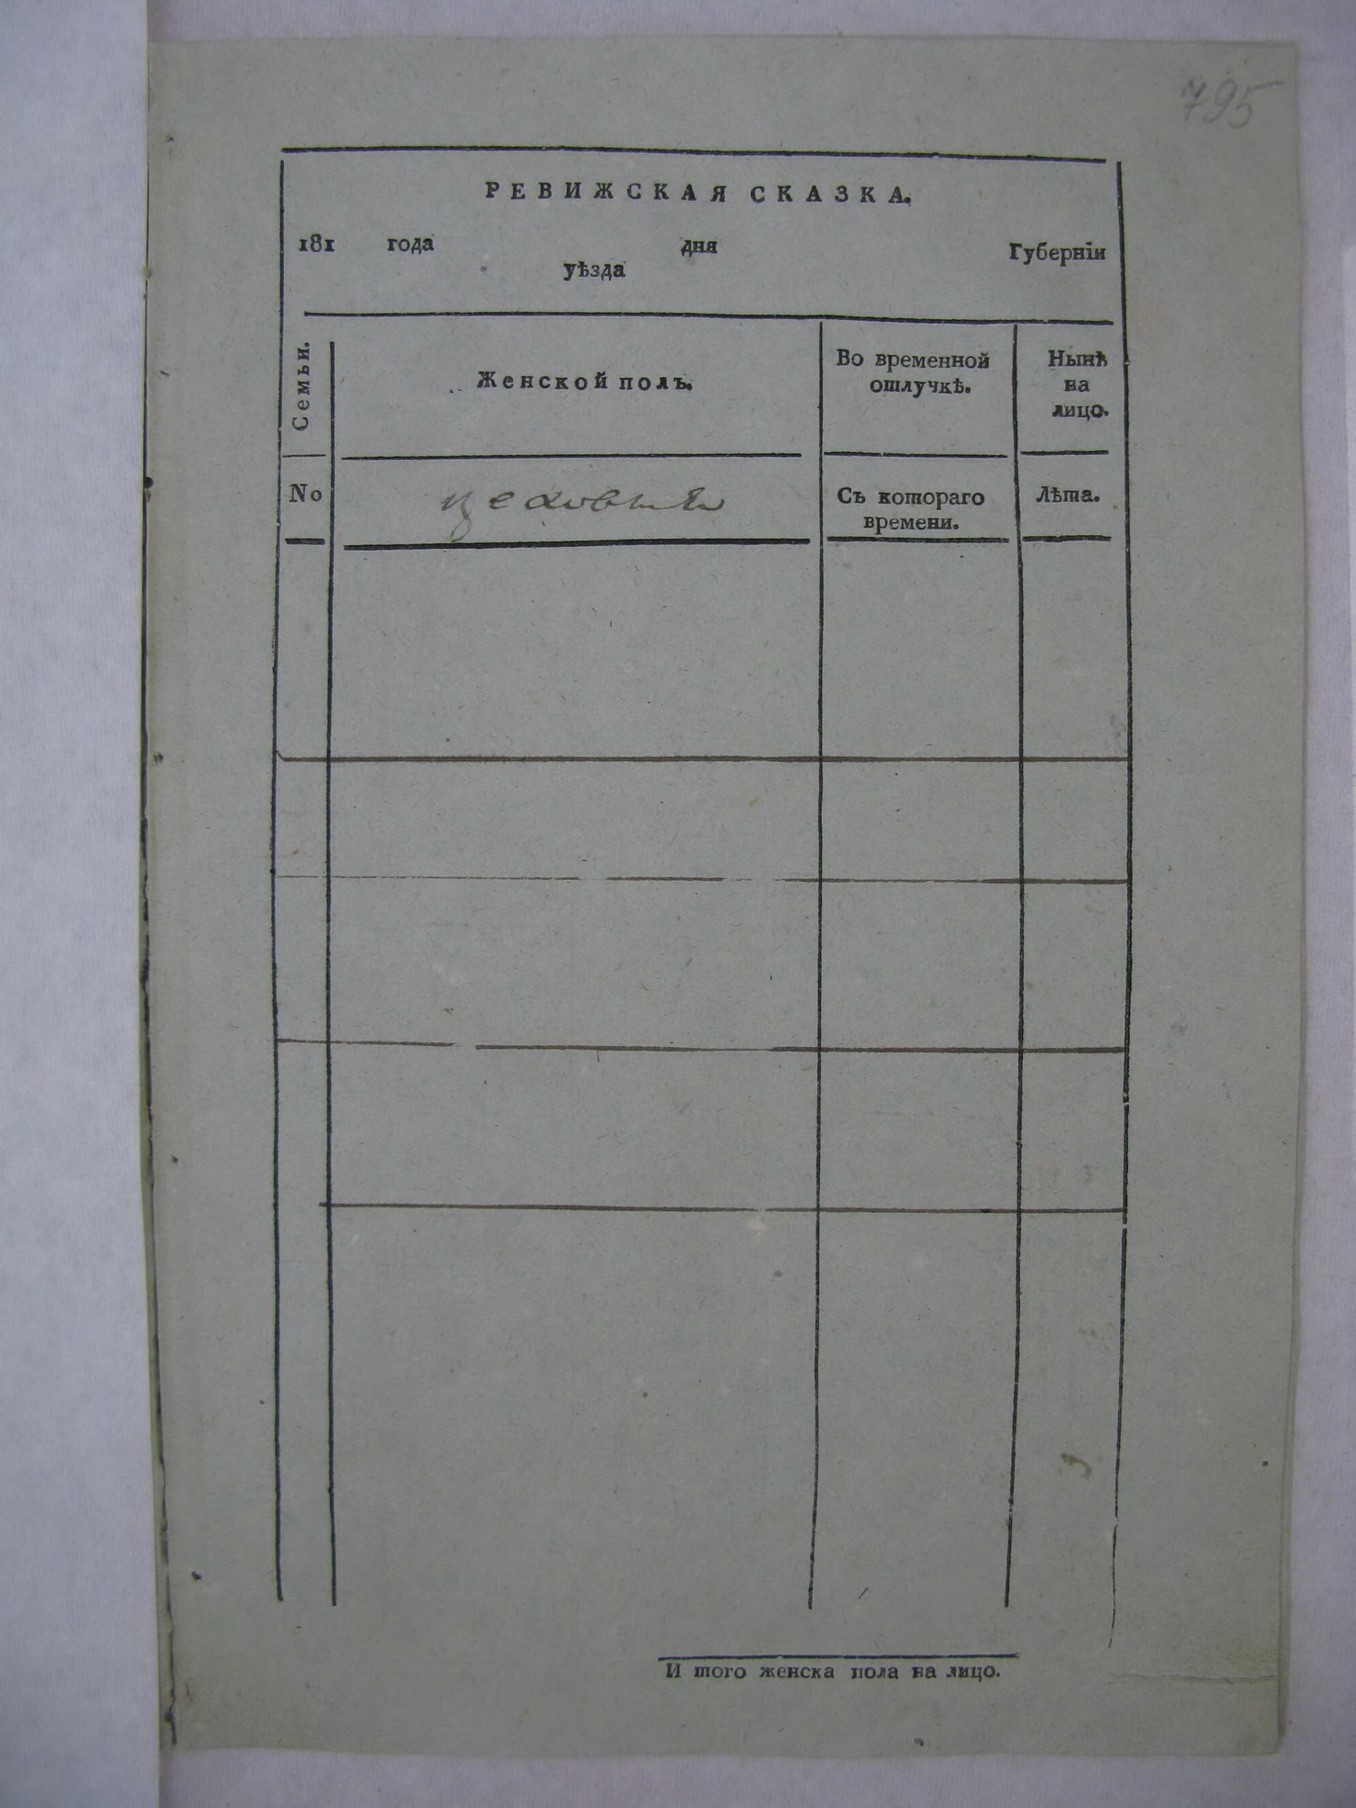 795
РЕВИЖСКАЯ СКАЗКА.
181 года дня Губерніи
уѣзда
Семьи.
Женской полъ.
Во временной
отлучкѣ.
Нынѣ
на
лицо.
No
цеховыя
Съ котораго
времени.
Лѣта.
И того женска пола на лицо.